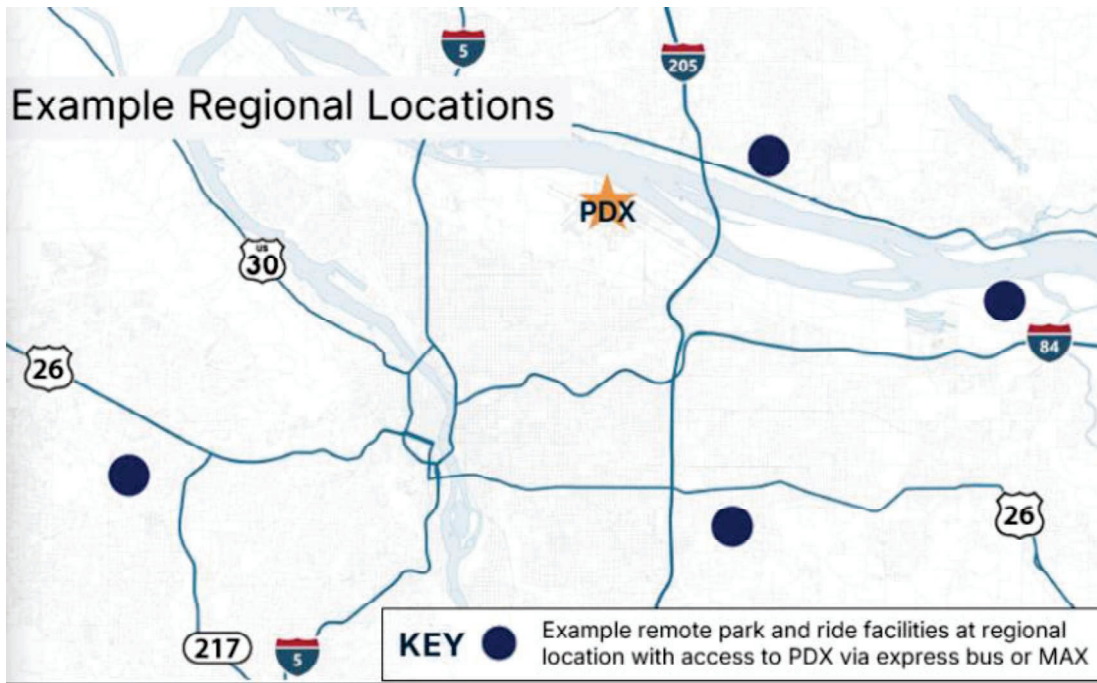 5
205
Example Regional Locations
PDX
US
30
84
26
26
217
5
KEY
Example remote park and ride facilities at regional
location with access to PDX via express bus or MAX